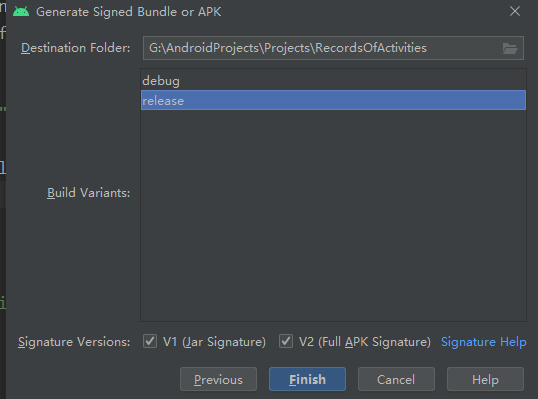 Generate Signed Bundle or APK
Destination Folder: G:\AndroidProjects\Projects\RecordsOfActivities
debug
release
Build Variants:
Signature Versions: V1 (Jar Signature) V2 (Full APK Signature) Signature Help
Previous Finish Cancel Help